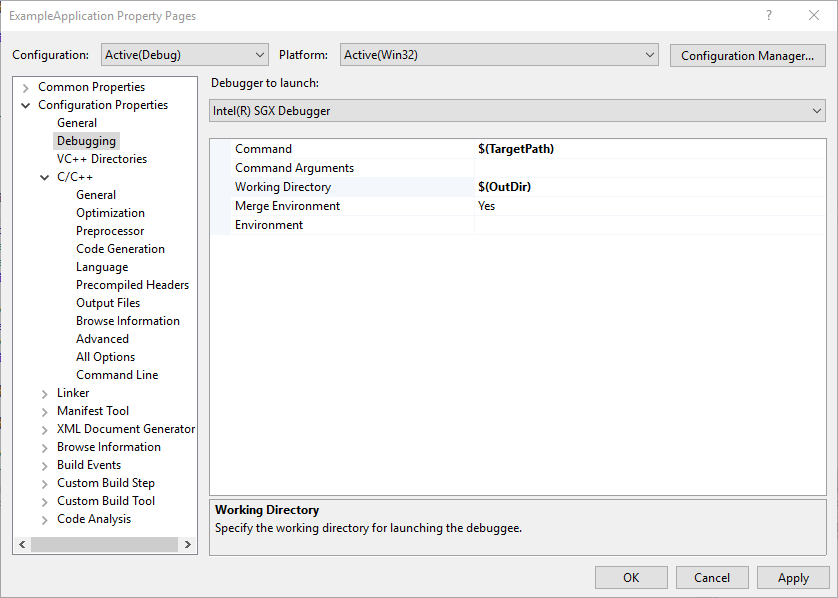 ExampleApplication Property Pages
?
Configuration: Active(Debug) Platform: Active(Win32) Configuration Manager...
Common Properties
Configuration Properties
General
Debugging
VC++ Directories
C/C++
General
Optimization
Preprocessor
Code Generation
Language
Precompiled Headers
Output Files
Browse Information
Advanced
All Options
Command Line
Linker
Manifest Tool
XML Document Generator
Browse Information
Build Events
Custom Build Step
Custom Build Tool
Code Analysis
Debugger to launch:
Intel(R) SGX Debugger
Command $(TargetPath)
Command Arguments
Working Directory $(OutDir)
Merge Environment Yes
Environment
Working Directory
Specify the working directory for launching the debuggee.
OK Cancel Apply